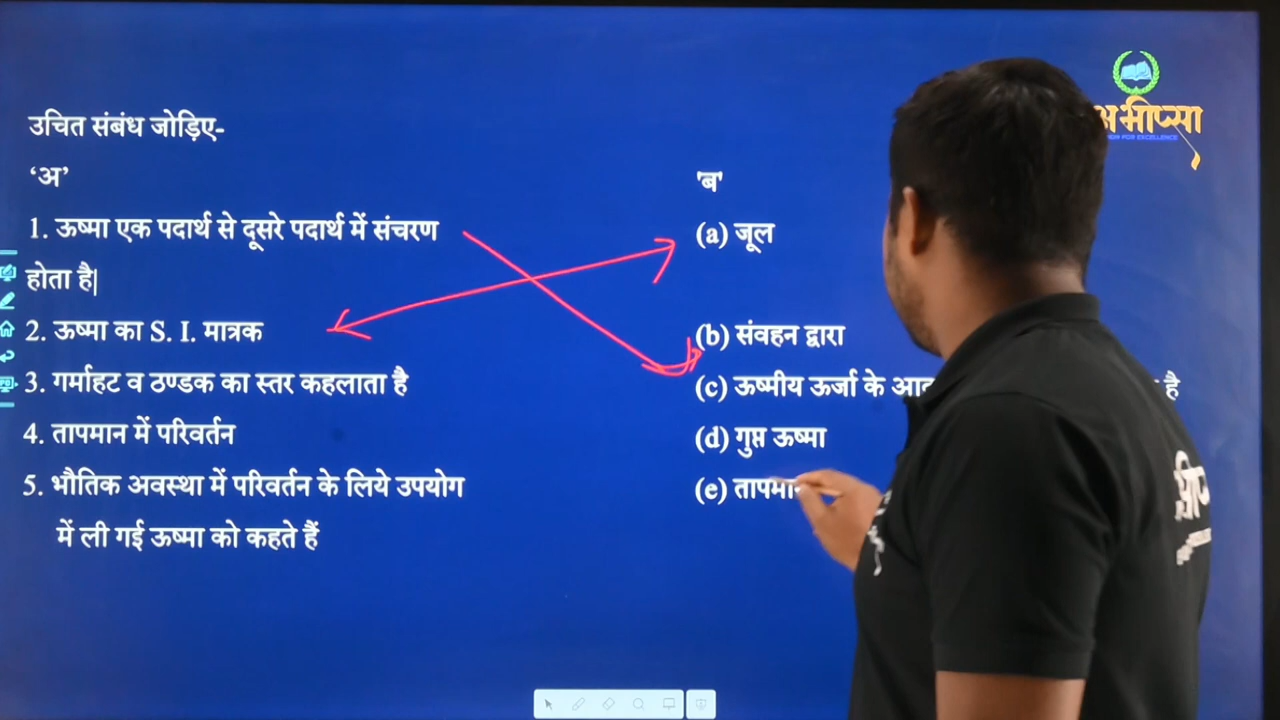 उचित संबंध जोड़िए-
‘अ’
'ब'
1. ऊष्मा एक पदार्थ से दूसरे पदार्थ में संचरण
होता है|
(a) जूल
2. ऊष्मा का S. I. मात्रक
(b) संवहन द्वारा
3. गर्माहट व ठण्डक का स्तर कहलाता है
(c) ऊष्मीय ऊर्जा के है
4. तापमान में परिवर्तन
(d) गुप्त ऊष्मा
5. भौतिक अवस्था में परिवर्तन के लिये उपयोग
में ली गई ऊष्मा को कहते हैं
(e)